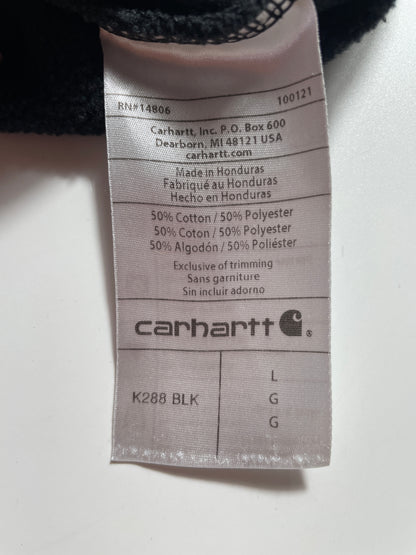 RN#14806 100121
Carhartt, Inc. P.O. Box 600
Dearborn, MI 48121 USA
carhartt.com
Made in Honduras
Fabriqué au Honduras
Hecho en Honduras
50% Cotton / 50% Polyester
50% Coton / 50% Polyester
50% Algodón / 50% Poliéster
Exclusive of trimming
Sans garniture
Sin incluir adorno
carhartt ®
K288 BLK
L
G
G